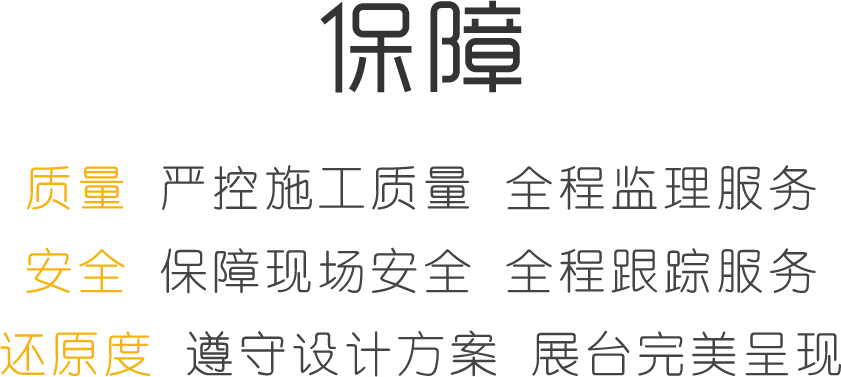 保障
质量 严控施工质量 全程监理服务
安全 保障现场安全 全程跟踪服务
还原度 遵守设计方案 展台完美呈现